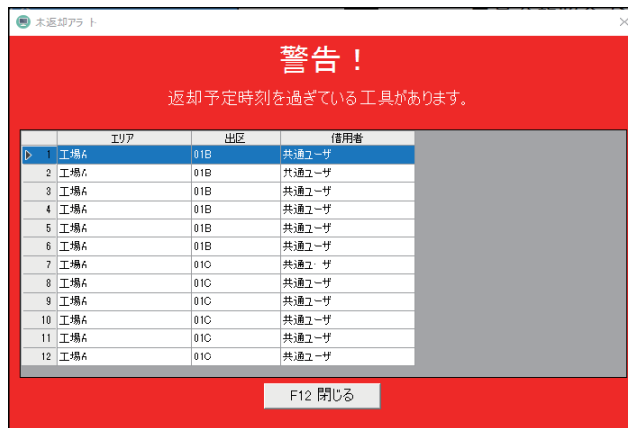 未返却アラート
警告！
返却予定時刻を過ぎている工具があります。
エリア 出区 借用者
1 工場A 01B 共通ユーザ
2 工場A 01B 共通ユーザ
3 工場A 01B 共通ユーザ
4 工場A 01B 共通ユーザ
5 工場A 01B 共通ユーザ
6 工場A 01B 共通ユーザ
7 工場A 01C 共通ユーザ
8 工場A 01C 共通ユーザ
9 工場A 01C 共通ユーザ
10 工場A 01C 共通ユーザ
11 工場A 01C 共通ユーザ
12 工場A 01C 共通ユーザ
F12 閉じる